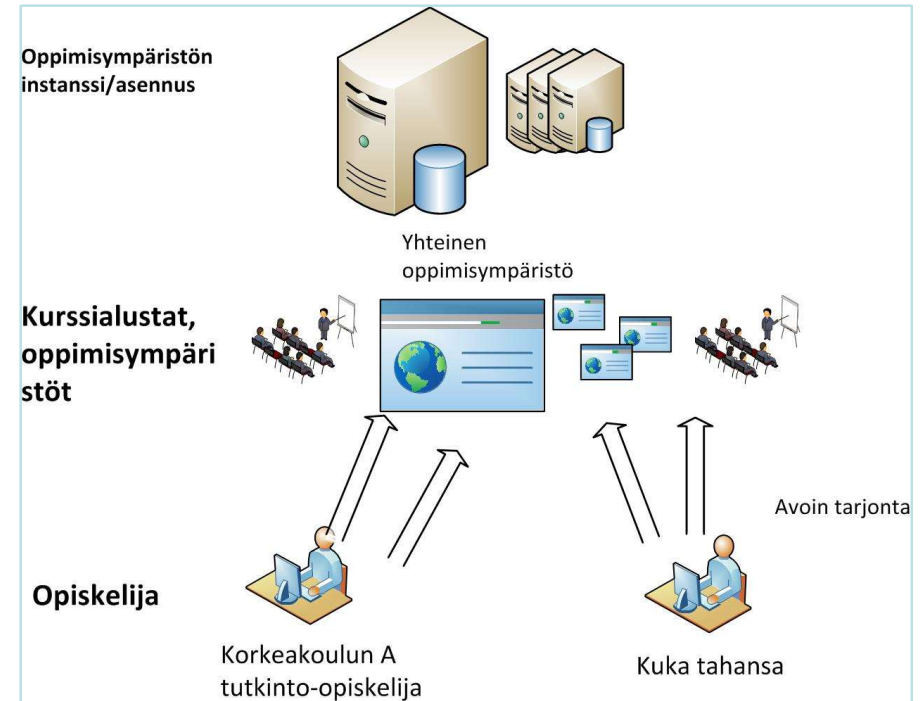 Oppimisympäristön
instanssi/asennus
Yhteinen
oppimisympäristö
Kurssialustat,
oppimisympäri
stöt
Avoin tarjonta
Opiskelija
Korkeakoulun A
tutkinto-opiskelija
Kuka tahansa